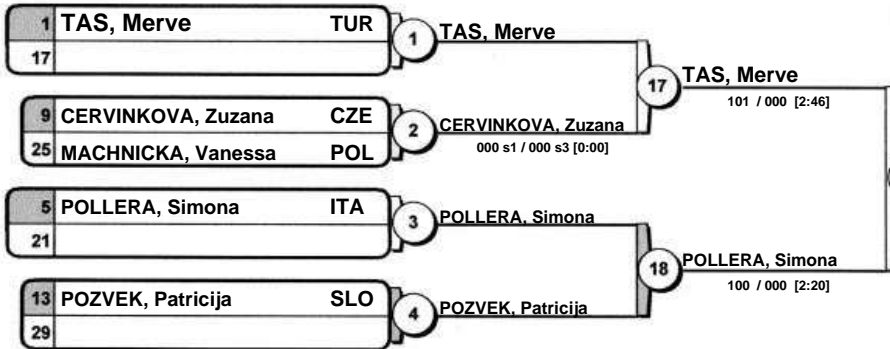 1 TAS, Merve TUR
17
1
TAS, Merve
9 CERVINKOVA, Zuzana CZE
25 MACHNICKA, Vanessa POL
2
CERVINKOVA, Zuzana
000 s1 / 000 s3 [0:00]
17
TAS, Merve
101 / 000 [2:46]
5 POLLERA, Simona ITA
21
3
POLLERA, Simona
13 POZVEK, Patricija SLO
29
4
POZVEK, Patricija
18
POLLERA, Simona
100 / 000 [2:20]